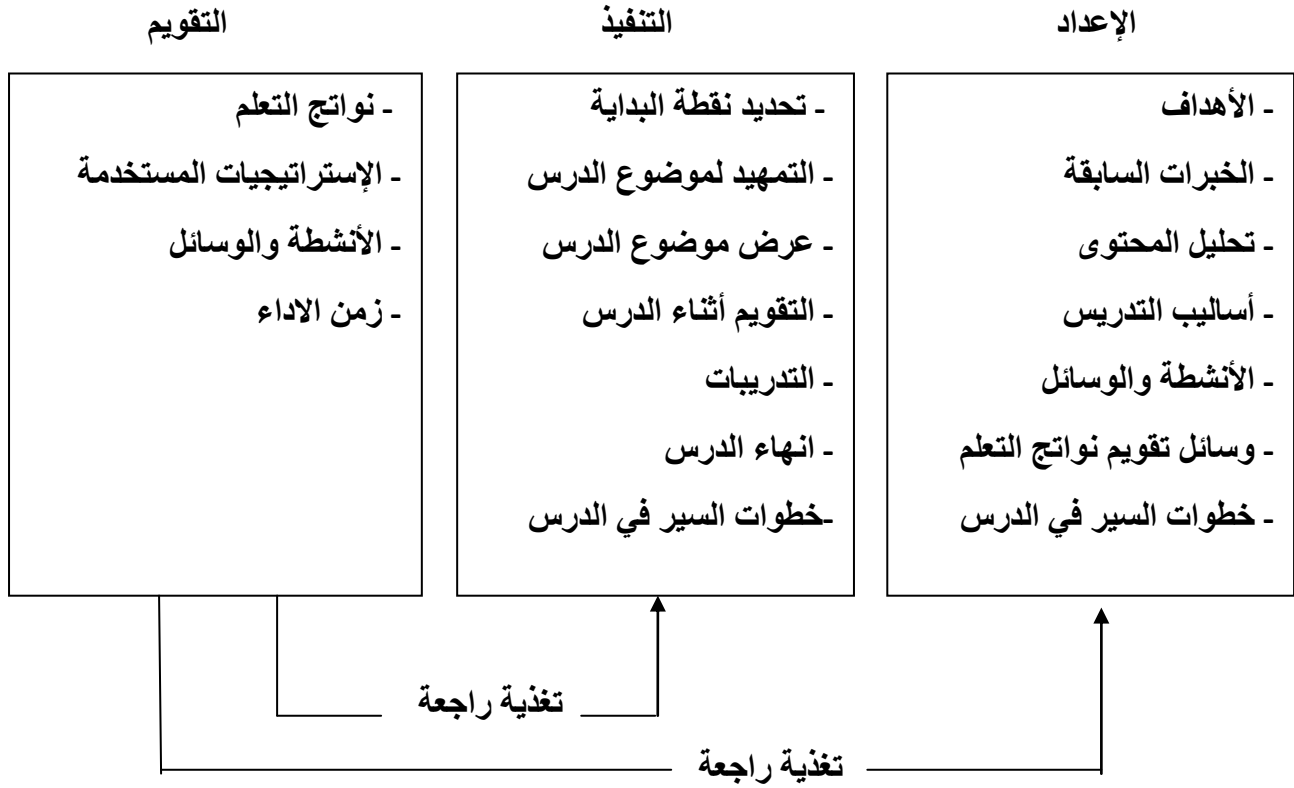 الإعداد
- الأهداف
- الخبرات السابقة
- تحليل المحتوى
- أساليب التدريس
- الأنشطة والوسائل
- وسائل تقويم نواتج التعلم
- خطوات السير في الدرس
التنفيذ
- تحديد نقطة البداية
- التمهيد لموضوع الدرس
- عرض موضوع الدرس
- التقويم أثناء الدرس
- التدريبات
- انهاء الدرس
-خطوات السير في الدرس
التقويم
- نواتج التعلم
- الإستراتيجيات المستخدمة
- الأنشطة والوسائل
- زمن الاداء
تغذية راجعة
تغذية راجعة